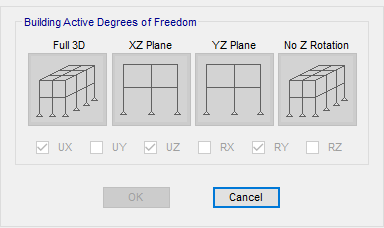 Building Active Degrees of Freedom
Full 3D XZ Plane YZ Plane No Z Rotation
UX UY UZ RX RY RZ
OK Cancel